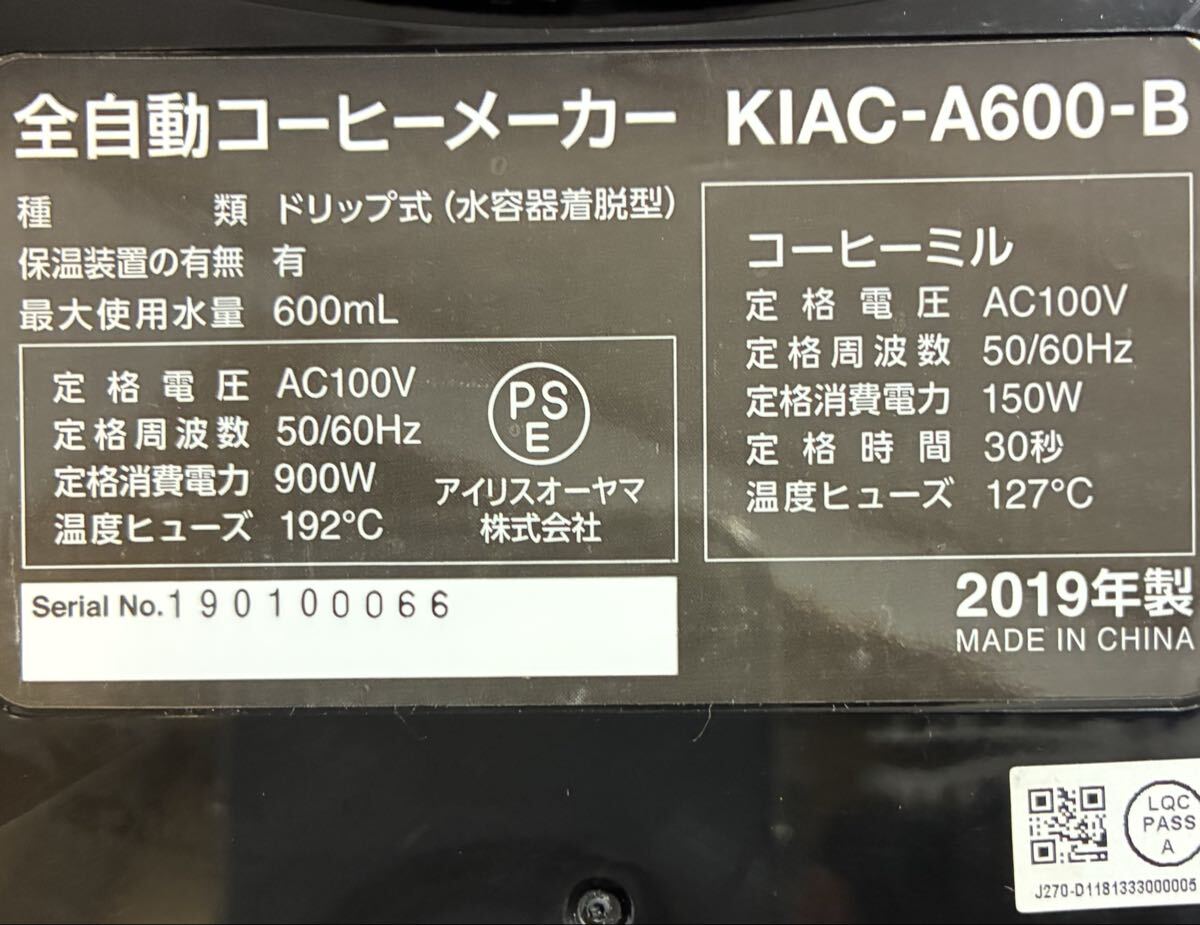 全自動コーヒーメーカー KIAC-A600-B
種類 ドリップ式(水容器着脱型)
保温装置の有無 有
最大使用水量 600mL
定格電圧 AC100V
定格周波数 50/60Hz
定格消費電力 900W
温度ヒューズ 192°C
PS
E
アイリスオーヤマ
株式会社
コーヒーミル
定格電圧 AC100V
定格周波数 50/60Hz
定格消費電力 150W
定格時間 30秒
温度ヒューズ 127°C
Serial No.190100066
2019年製
MADE IN CHINA
LQC
PASS
A
J270-D1181333000005